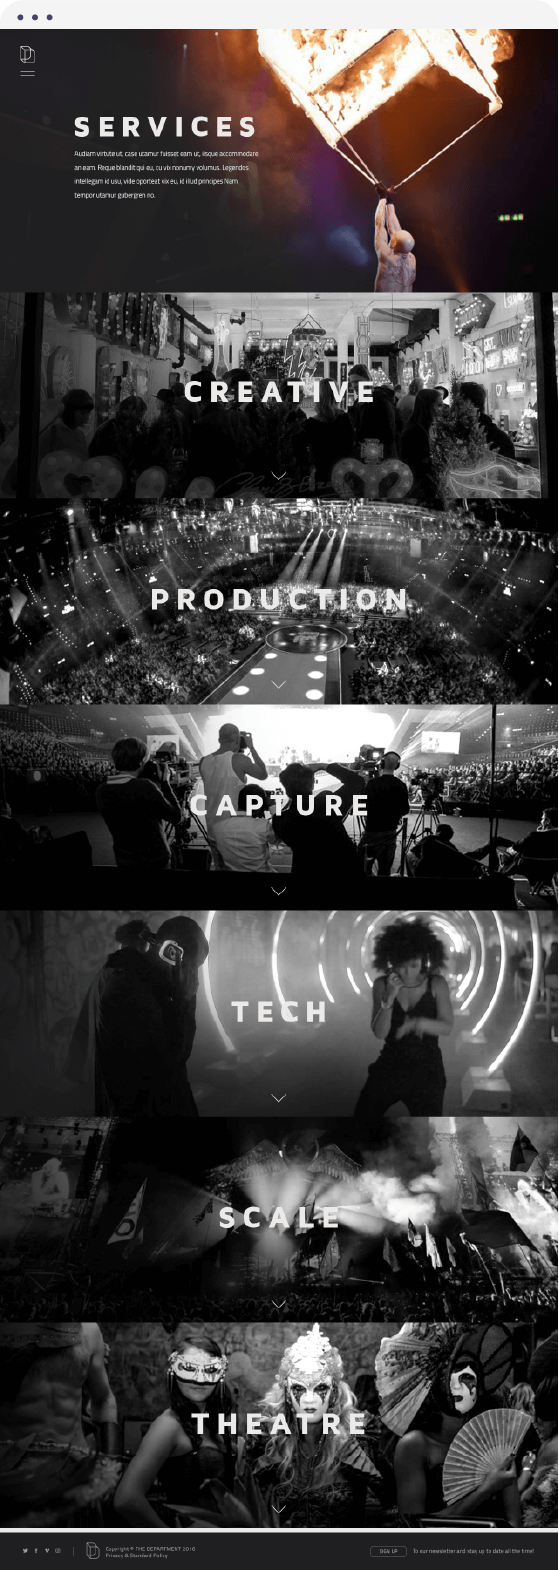 SERVICES
Audiam virtute ut, case utamur fuisset eam ut, iisque accommodare
an eam. Reque blandit qui eu, cu vix nonumy volumus. Legendos
intellegam id usu, vide oporteat vix eu, id illud principes. Nam
tempor utamur gubergren no.
CREATIVE
PRODUCTION
CAPTURE
TECH
SCALE
THEATRE
Copyright © THE DEPARTMENT 2016
Privacy & Standard Policy
SIGN UP
To our newsletter and stay up to date all the time!